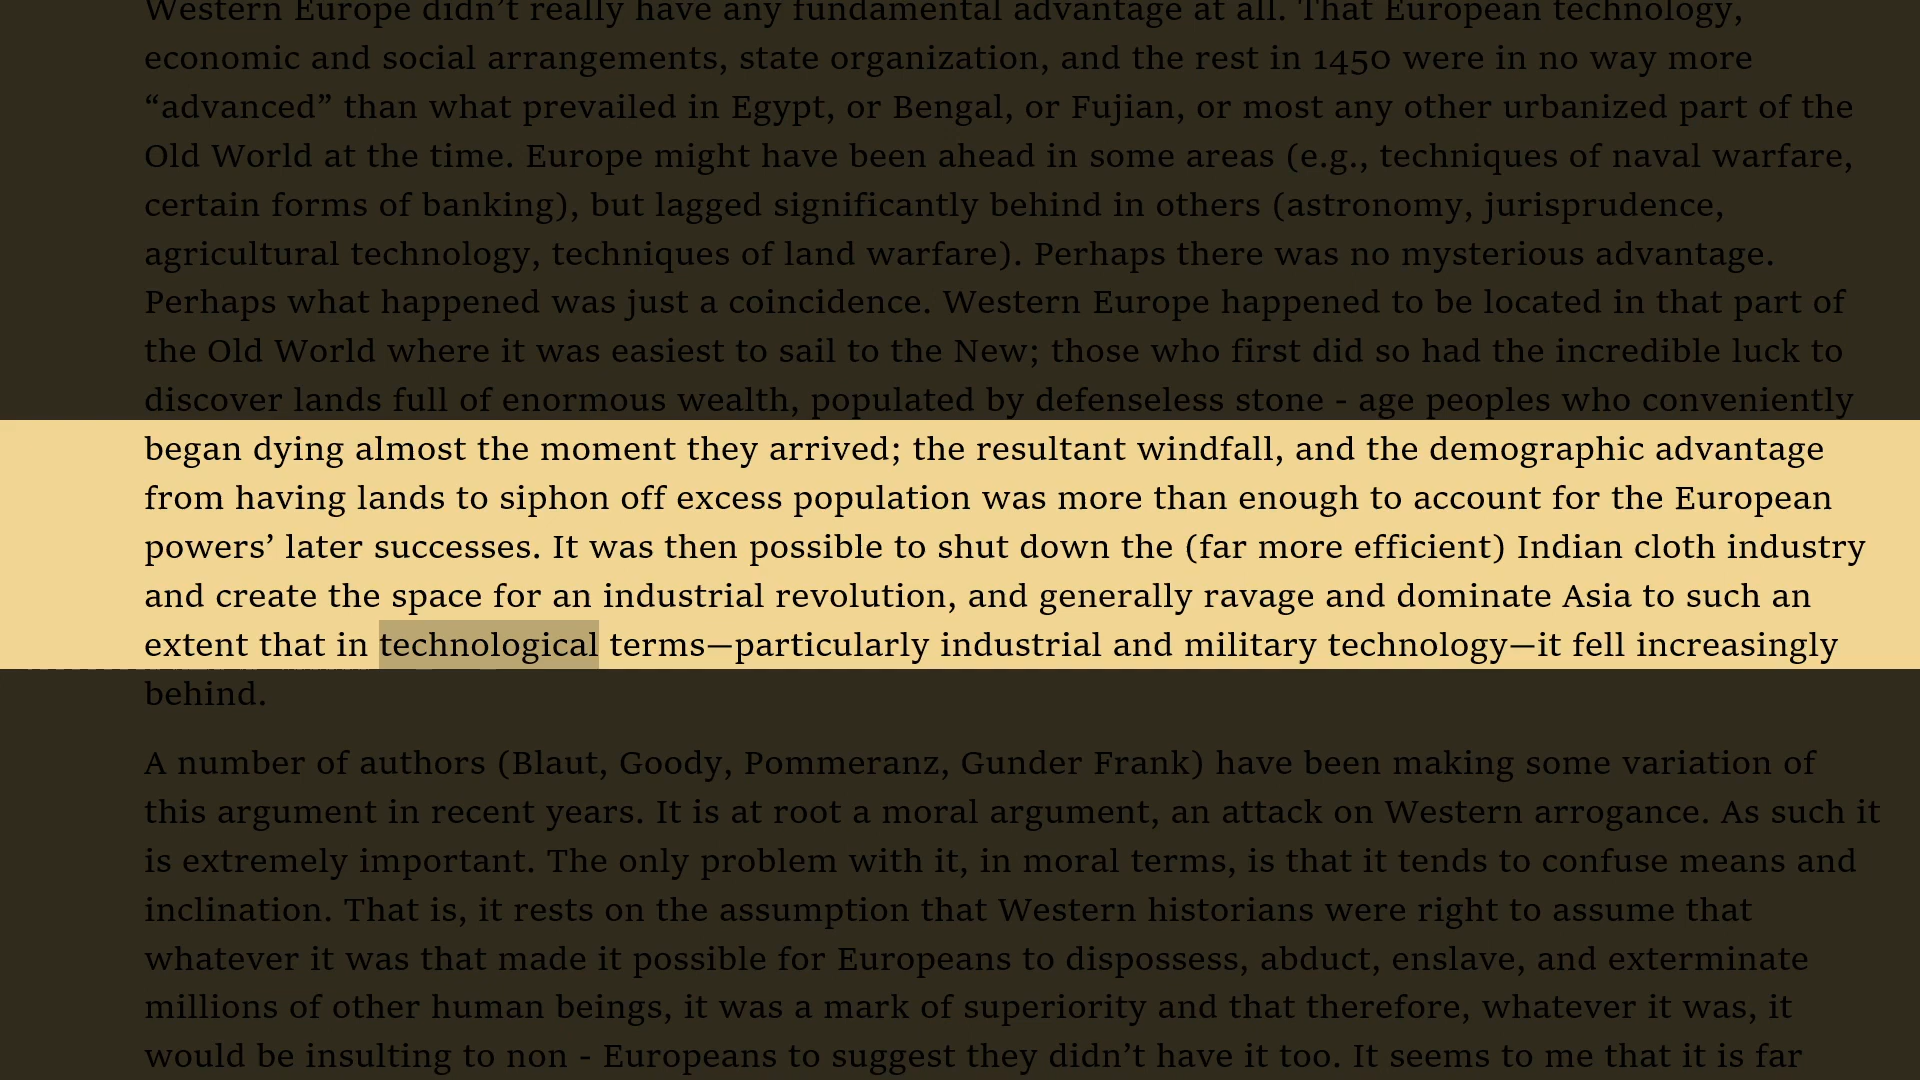 Western Europe didn’t really have any fundamental advantage at all. That European technology,
economic and social arrangements, state organization, and the rest in 1450 were in no way more
“advanced” than what prevailed in Egypt, or Bengal, or Fujian, or most any other urbanized part of the
Old World at the time. Europe might have been ahead in some areas (e.g., techniques of naval warfare,
certain forms of banking), but lagged significantly behind in others (astronomy, jurisprudence,
agricultural technology, techniques of land warfare). Perhaps there was no mysterious advantage.
Perhaps what happened was just a coincidence. Western Europe happened to be located in that part of
the Old World where it was easiest to sail to the New; those who first did so had the incredible luck to
discover lands full of enormous wealth, populated by defenseless stone - age peoples who conveniently
began dying almost the moment they arrived; the resultant windfall, and the demographic advantage
from having lands to siphon off excess population was more than enough to account for the European
powers’ later successes. It was then possible to shut down the (far more efficient) Indian cloth industry
and create the space for an industrial revolution, and generally ravage and dominate Asia to such an
extent that in technological terms—particularly industrial and military technology—it fell increasingly
behind.
A number of authors (Blaut, Goody, Pommeranz, Gunder Frank) have been making some variation of
this argument in recent years. It is at root a moral argument, an attack on Western arrogance. As such it
is extremely important. The only problem with it, in moral terms, is that it tends to confuse means and
inclination. That is, it rests on the assumption that Western historians were right to assume that
whatever it was that made it possible for Europeans to dispossess, abduct, enslave, and exterminate
millions of other human beings, it was a mark of superiority and that therefore, whatever it was, it
would be insulting to non - Europeans to suggest they didn’t have it too. It seems to me that it is far